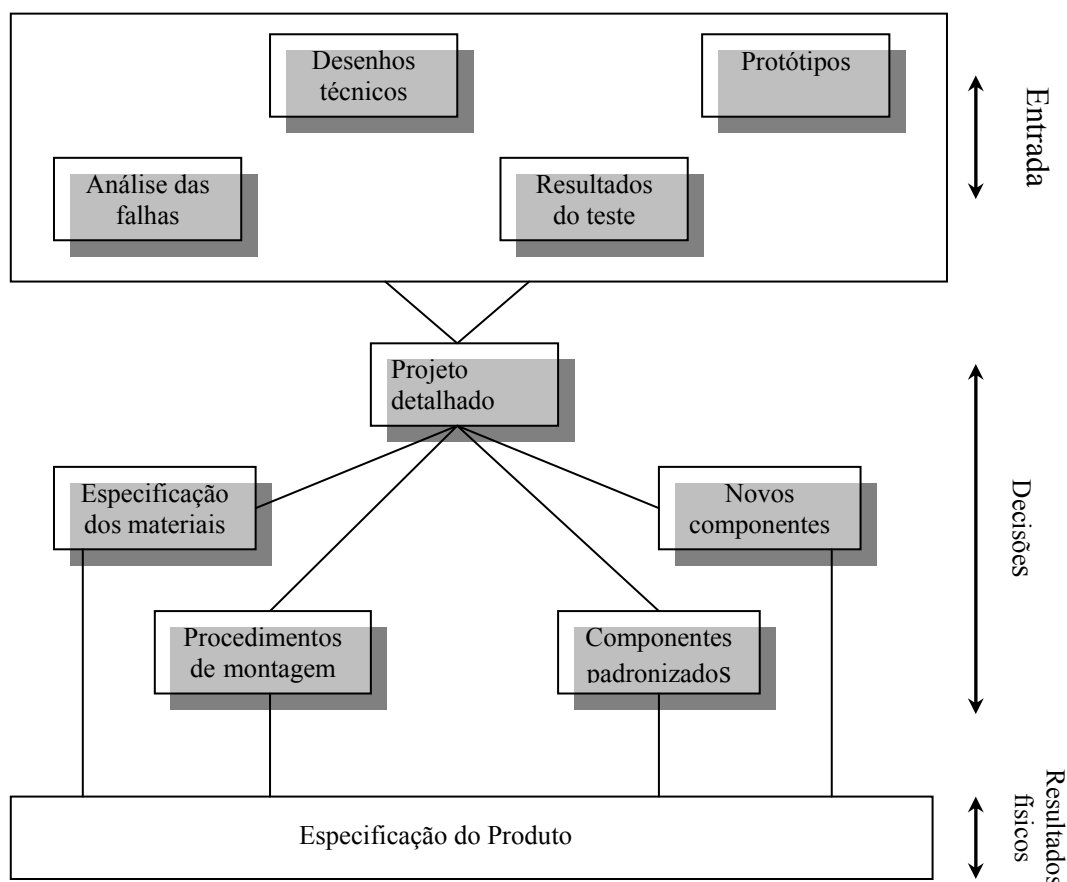 Desenhos
técnicos
Protótipos
Análise das
falhas
Resultados
do teste
Entrada
Projeto
detalhado
Especificação
dos materiais
Novos
componentes
Procedimentos
de montagem
Componentes
padronizados
Decisões
Especificação do Produto
Resultados
físicos